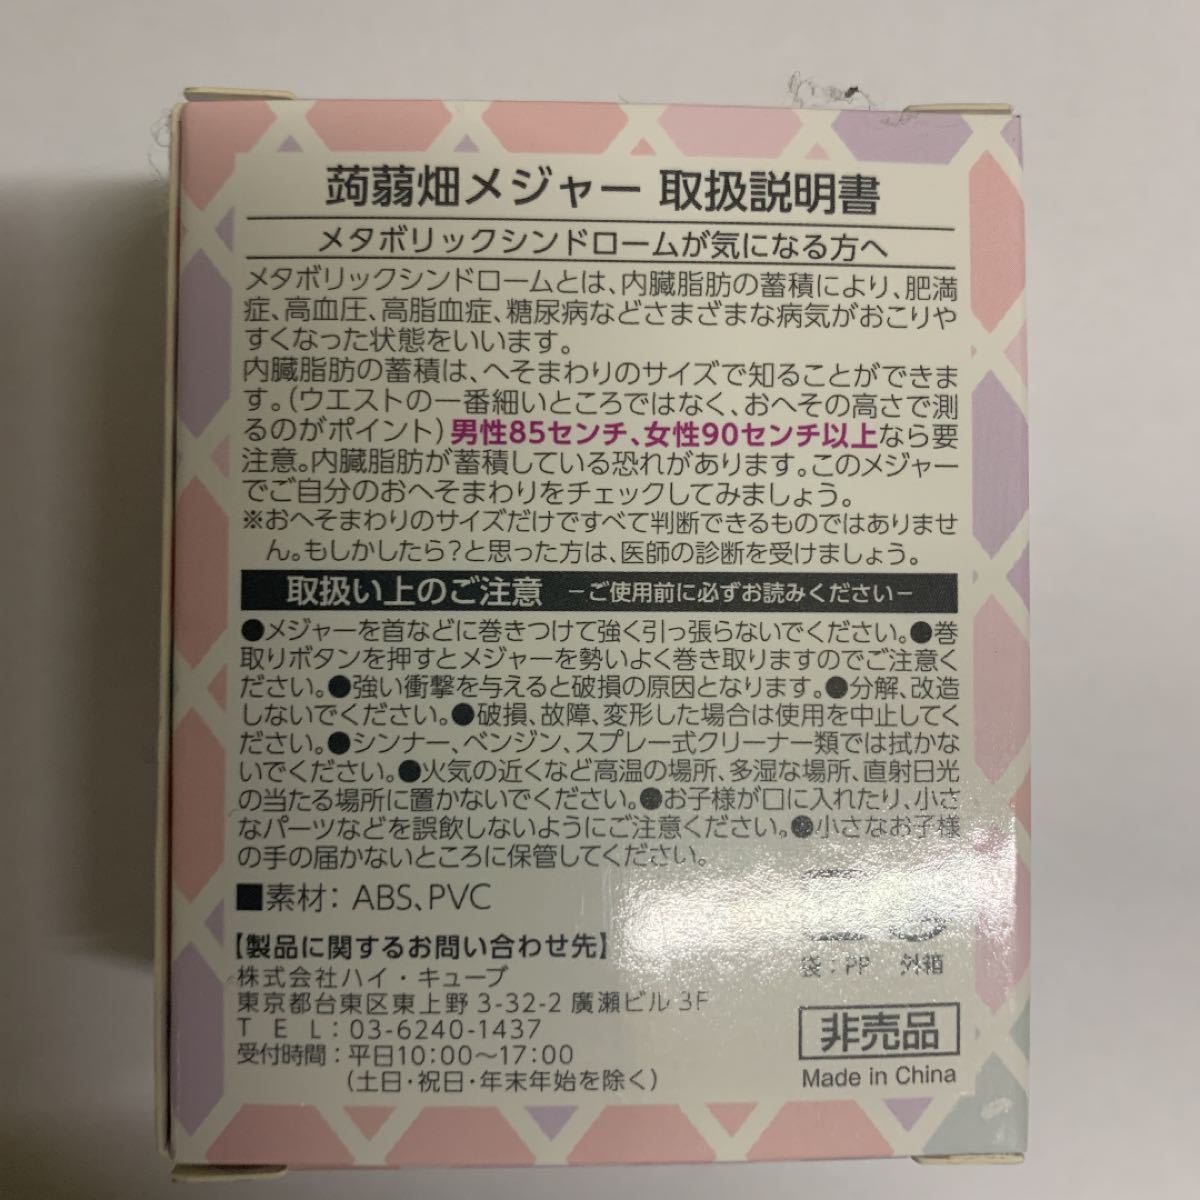 蒟蒻畑メジャー 取扱説明書
メタボリックシンドロームが気になる方へ
メタボリックシンドロームとは、内臓脂肪の蓄積により、肥満
症、高血圧、高脂血症、糖尿病などさまざまな病気がおこりや
すくなった状態をいいます。
内臓脂肪の蓄積は、へそまわりのサイズで知ることができま
す。(ウエストの一番細いところではなく、おへその高さで測
るのがポイント)男性85センチ、女性90センチ以上なら要
注意。内臓脂肪が蓄積している恐れがあります。このメジャー
でご自分のおへそまわりをチェックしてみましょう。
※おへそまわりのサイズだけですべて判断できるものではありませ
ん。もしかしたら?と思った方は、医師の診断を受けましょう。
取扱い上のご注意 －ご使用前に必ずお読みください－
●メジャーを首などに巻きつけて強く引っ張らないでください。●巻
取りボタンを押すとメジャーを勢いよく巻き取りますのでご注意く
ださい。●強い衝撃を与えると破損の原因となります。●分解、改造
しないでください。●破損、故障、変形した場合は使用を中止してく
ださい。●シンナー、ベンジン、スプレー式クリーナー類では拭かな
いでください。●火気の近くなど高温の場所、多湿な場所、直射日光
の当たる場所に置かないでください。●お子様が口に入れたり、小さ
なパーツなどを誤飲しないようにご注意ください。●小さなお子様
の手の届かないところに保管してください。
■素材：ABS、PVC
【製品に関するお問い合わせ先】
株式会社ハイ・キューブ
東京都台東区東上野 3-32-2 廣瀬ビル 3F
T E L：03-6240-1437
受付時間：平日10:00〜17:00
(土日・祝日・年末年始を除く)
袋：PP 外箱
非売品
Made in China